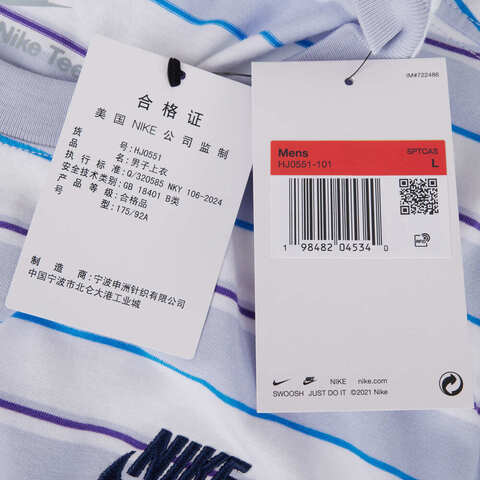 Nike Tee
合格证
美国 NIKE 公司监制
货号: HJ0551
品名: 男子上衣
执行标准: Q/320585 NKY 106-2024
安全技术类别: GB 18401 B类
产品等级: 合格品
型: 175/92A
制造商: 宁波申洲针织有限公司
中国宁波市北仑大港工业城
IM#722486
Mens SPTCAS
HJ0551-101 L
1 98482 04534 0
NIKE nike.com
SWOOSH JUST DO IT ©2021 Nike
NIKE